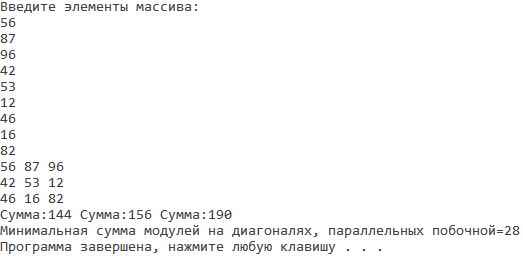 Введите элементы массива:
56
87
96
42
53
12
46
16
82
56 87 96
42 53 12
46 16 82
Сумма:144 Сумма:156 Сумма:190
Минимальная сумма модулей на диагоналях, параллельных побочной=28
Программа завершена, нажмите любую клавишу . . .